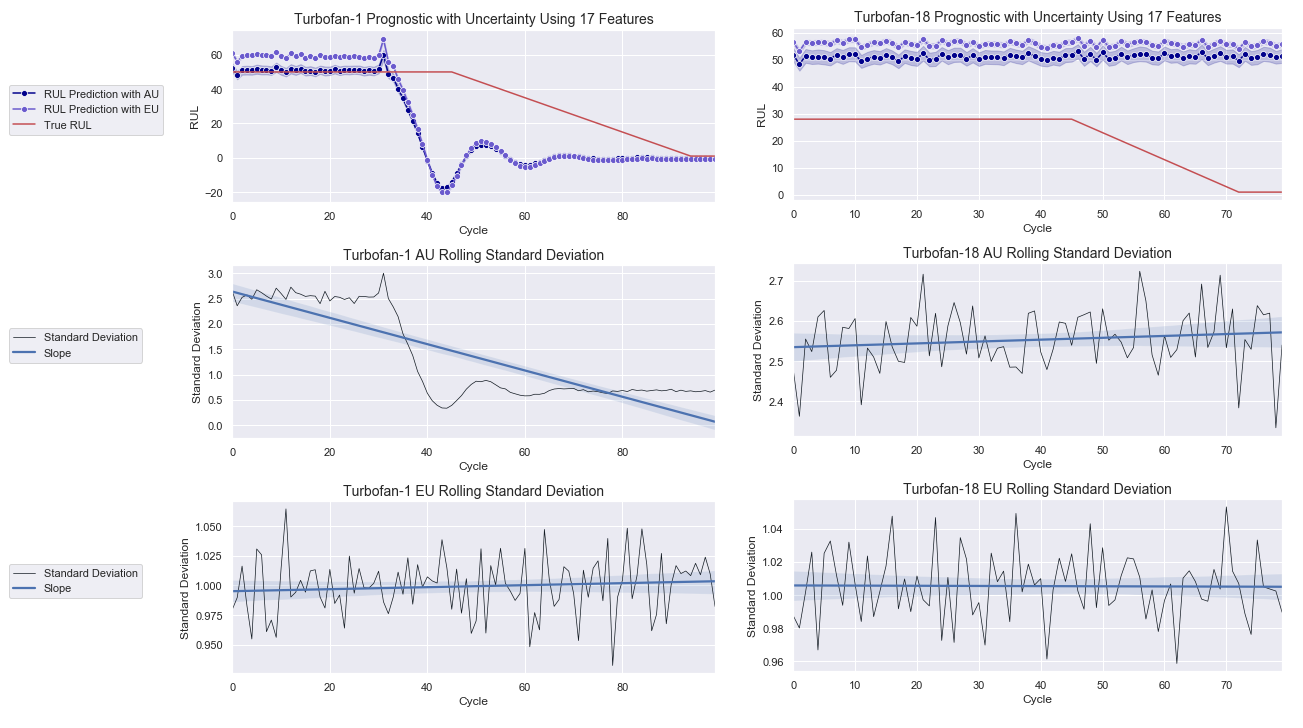 Turbofan-1 Prognostic with Uncertainty Using 17 Features
RUL Prediction with AU
RUL Prediction with EU
True RUL
RUL
60
40
20
0
−20
0 20 40 60 80
Cycle
Turbofan-18 Prognostic with Uncertainty Using 17 Features
RUL
60
50
40
30
20
10
0
0 10 20 30 40 50 60 70
Cycle
Turbofan-1 AU Rolling Standard Deviation
Standard Deviation
Slope
Standard Deviation
3.0
2.5
2.0
1.5
1.0
0.5
0.0
0 20 40 60 80
Cycle
Turbofan-18 AU Rolling Standard Deviation
Standard Deviation
2.7
2.6
2.5
2.4
0 10 20 30 40 50 60 70
Cycle
Turbofan-1 EU Rolling Standard Deviation
Standard Deviation
Slope
Standard Deviation
1.050
1.025
1.000
0.975
0.950
0 20 40 60 80
Cycle
Turbofan-18 EU Rolling Standard Deviation
Standard Deviation
1.04
1.02
1.00
0.98
0.96
0 10 20 30 40 50 60 70
Cycle